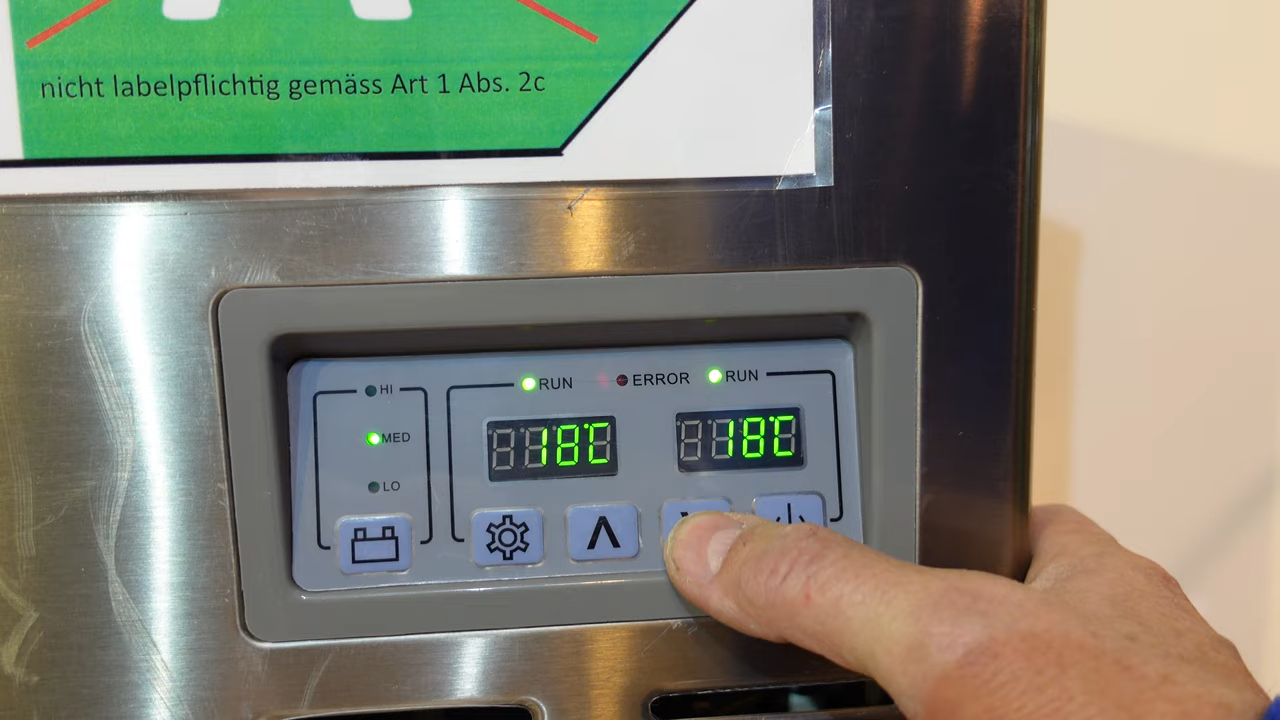 nicht labelpflichtig gemäss Art 1 Abs. 2c
HI
MED
LO
RUN
ERROR
RUN
18℃
18℃